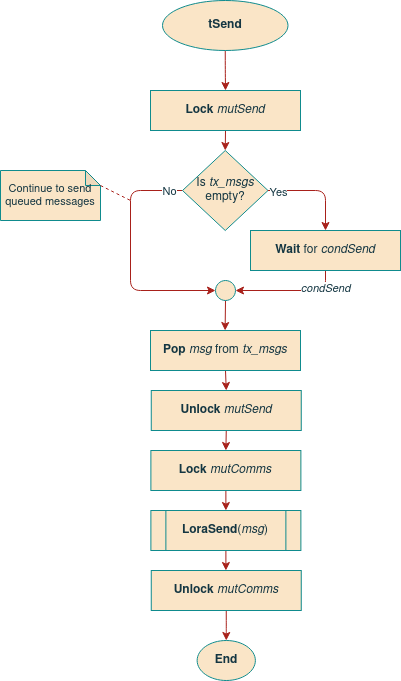 tSend
Lock mutSend
Is tx_msgs
empty?
No
Yes
Continue to send
queued messages
Wait for condSend
condSend
Pop msg from tx_msgs
Unlock mutSend
Lock mutComms
LoraSend(msg)
Unlock mutComms
End